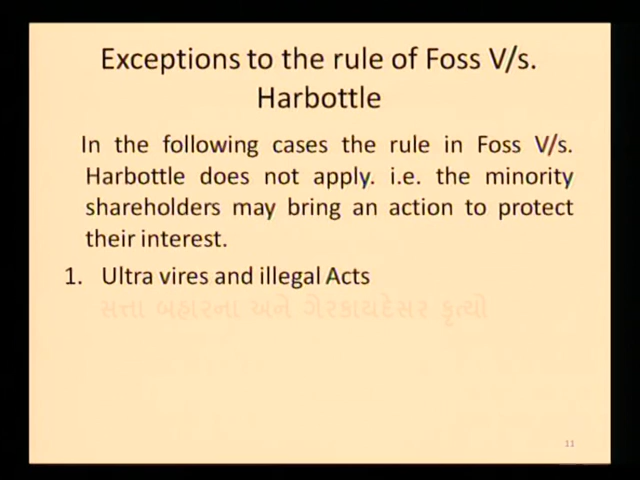 Exceptions to the rule of Foss V/s.
Harbottle
In the following cases the rule in Foss V/s.
Harbottle does not apply. i.e. the minority
shareholders may bring an action to protect
their interest.
1. Ultra vires and illegal Acts
સત્તા બહારના અને ગેરકાયદેસર કૃત્યો
11